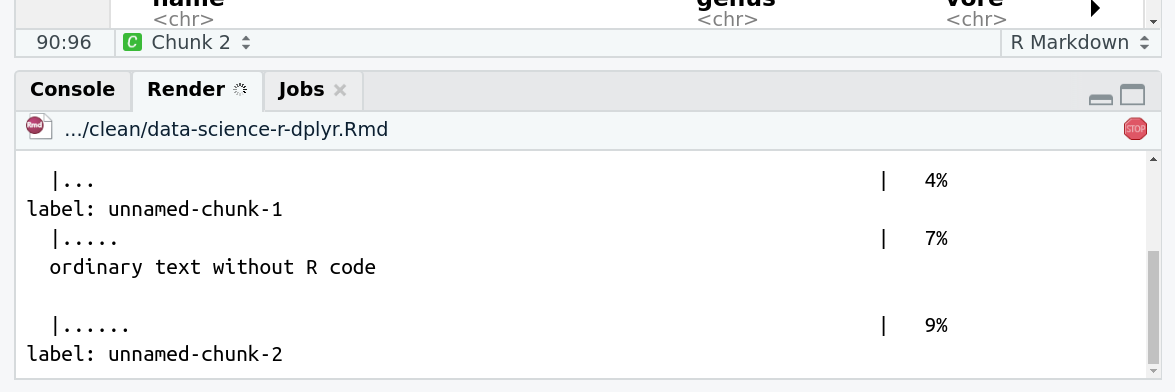 name genus vore
<chr> <chr> <chr>
90:96 C Chunk 2 R Markdown
Console Render Jobs
Rmd .../clean/data-science-r-dplyr.Rmd STOP
|... | 4%
label: unnamed-chunk-1
|..... | 7%
ordinary text without R code
|...... | 9%
label: unnamed-chunk-2